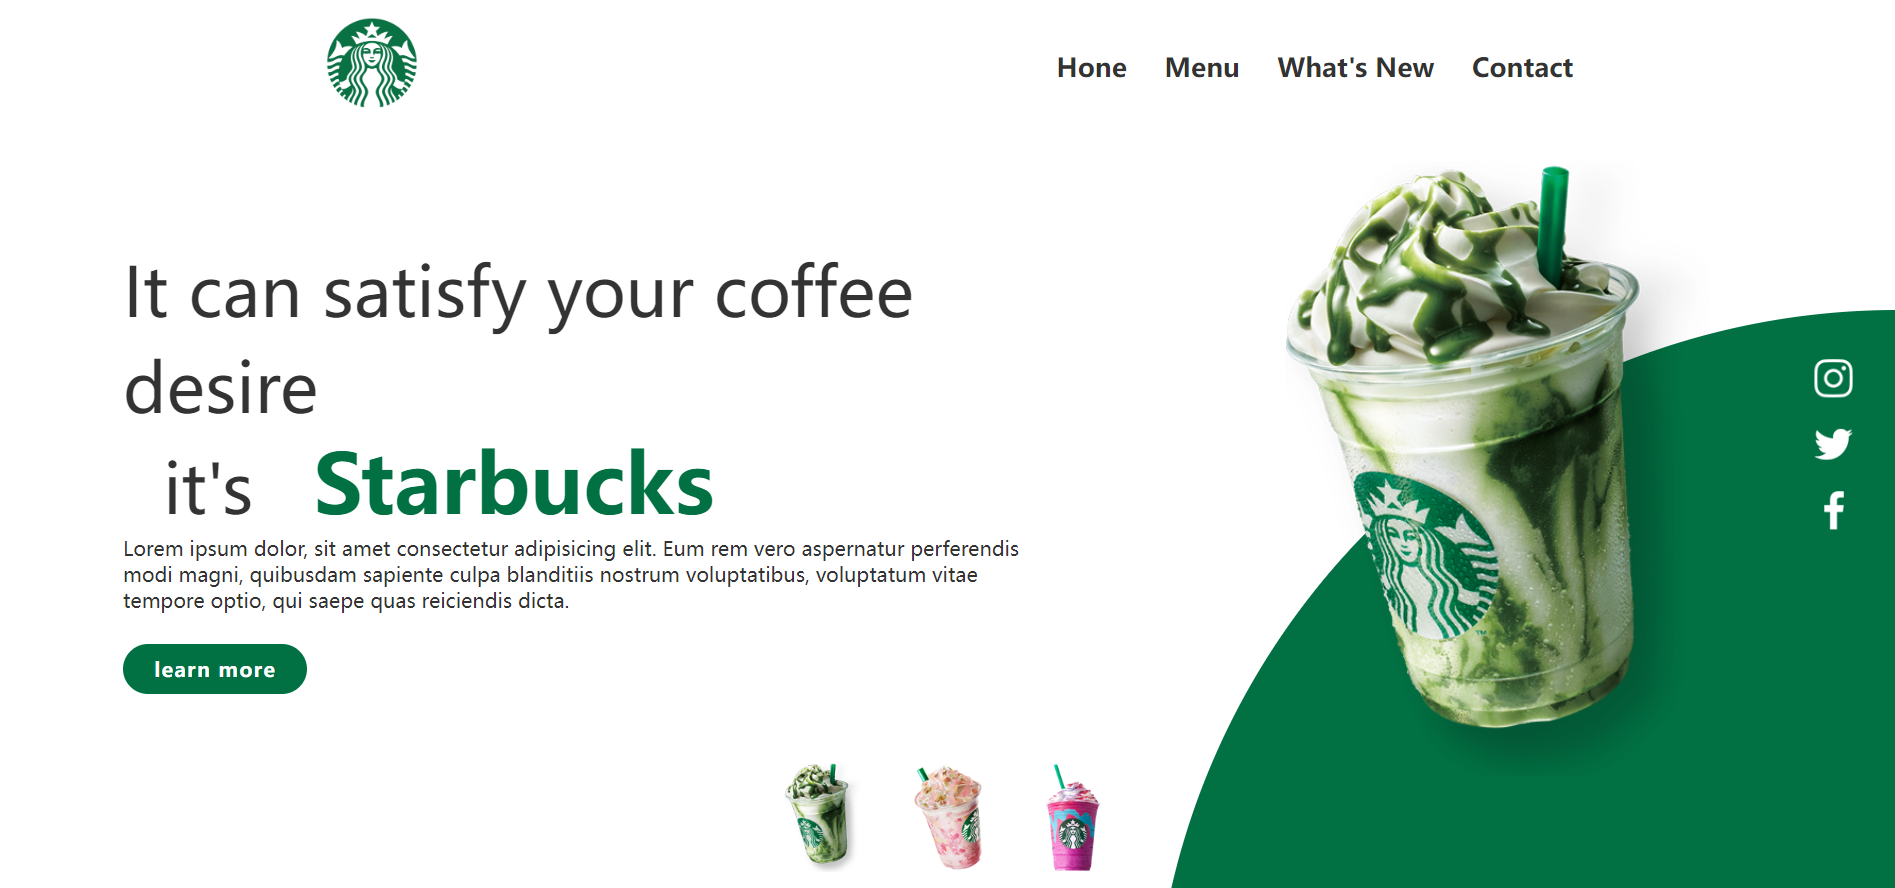 Hone Menu What's New Contact
It can satisfy your coffee
desire
it's Starbucks
Lorem ipsum dolor, sit amet consectetur adipisicing elit. Eum rem vero aspernatur perferendis
modi magni, quibusdam sapiente culpa blanditiis nostrum voluptatibus, voluptatum vitae
tempore optio, qui saepe quas reiciendis dicta.
learn more
TM